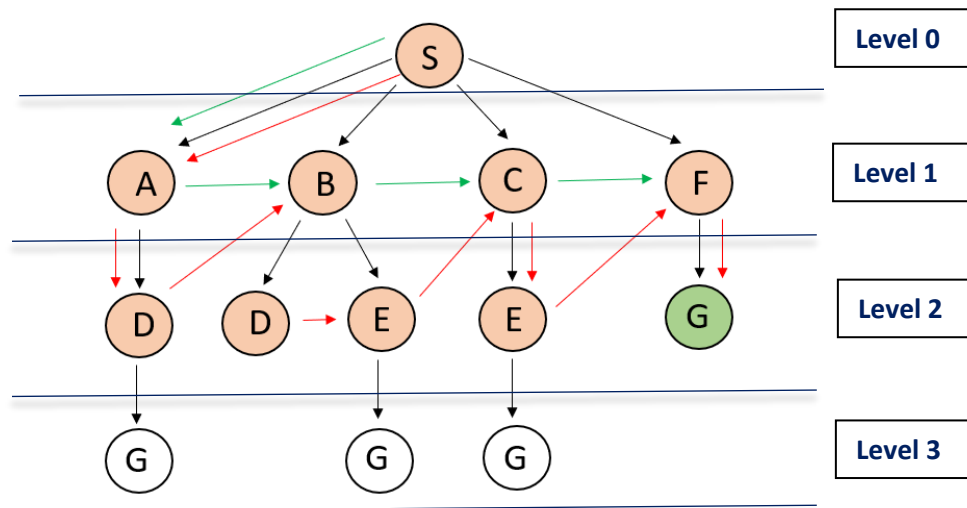 S
Level 0
A B C F
Level 1
D D E E G
Level 2
G G G
Level 3